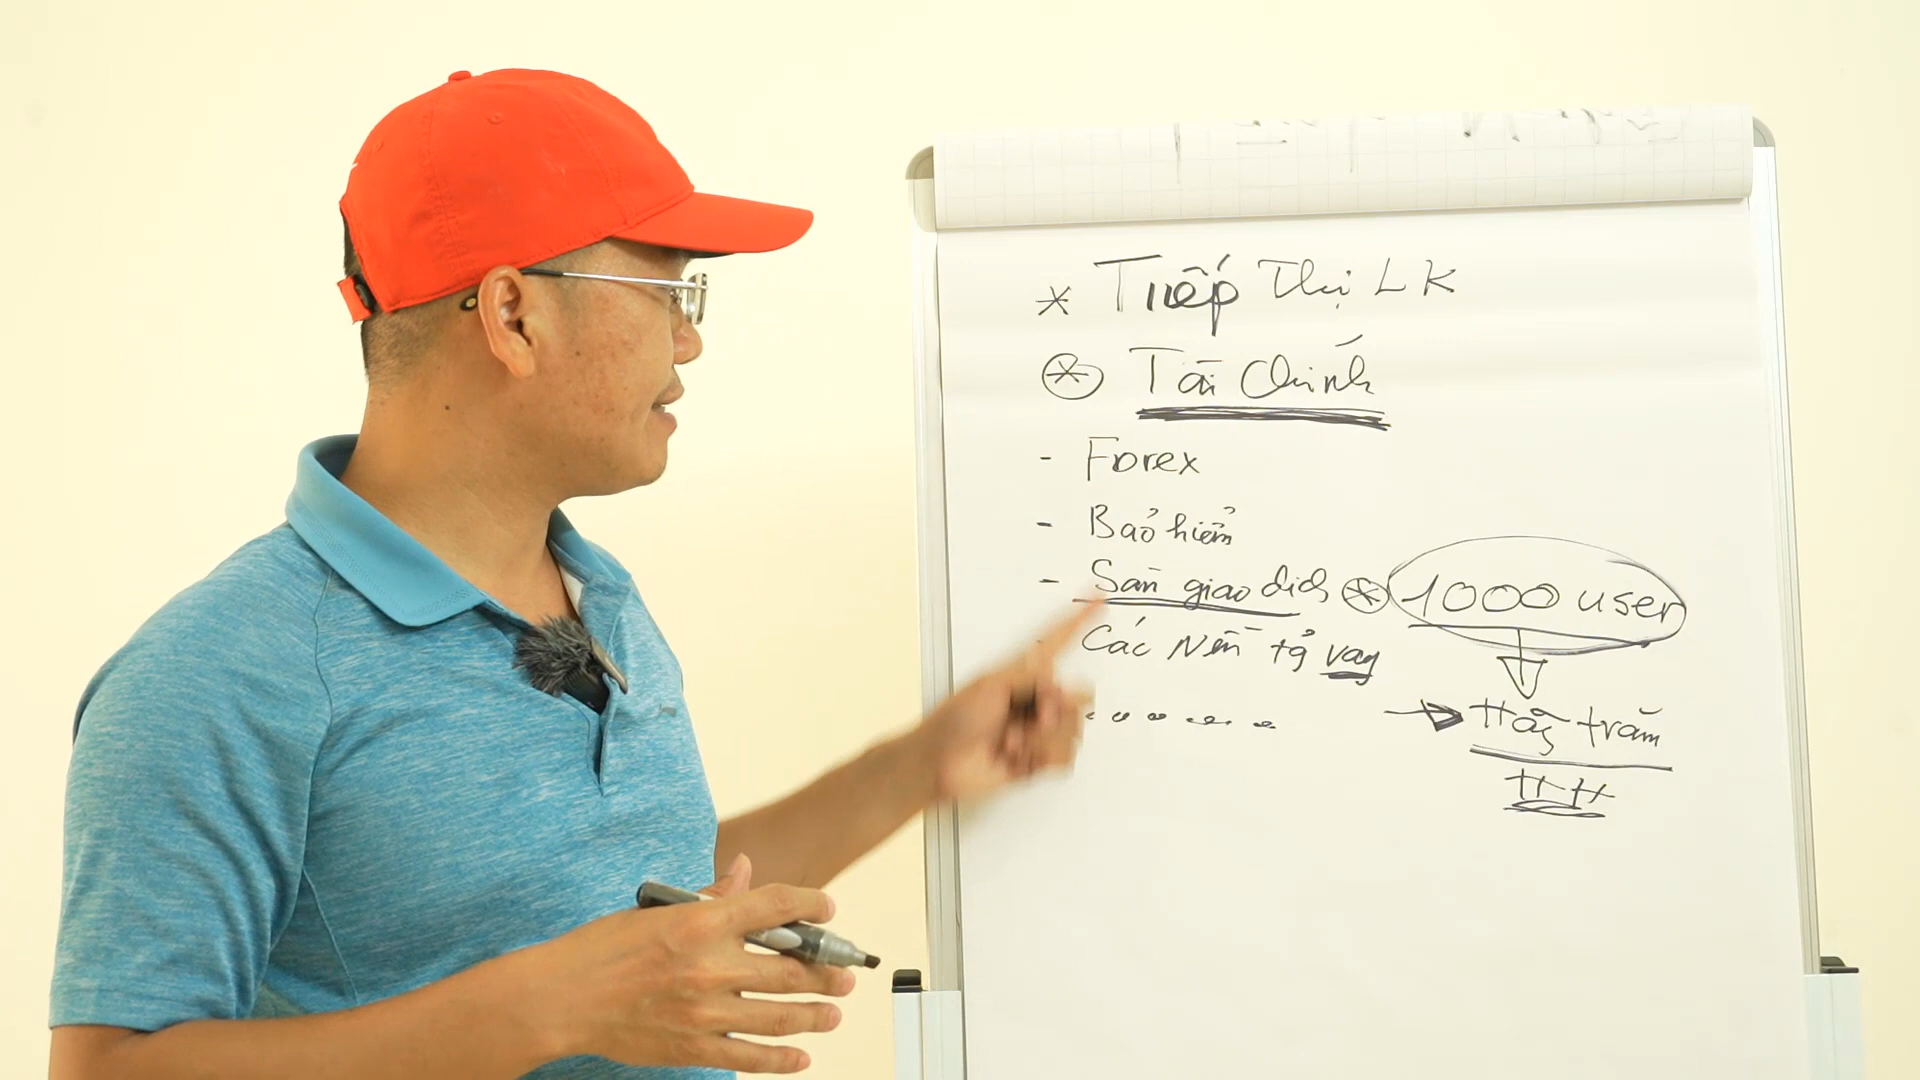 * Tiếp Thị LK
* Tài Chính
- Forex
- Bảo hiểm
- Sàn giao dịch * 1000 user
- Các Nền tảng vay
Hàng trăm
HH